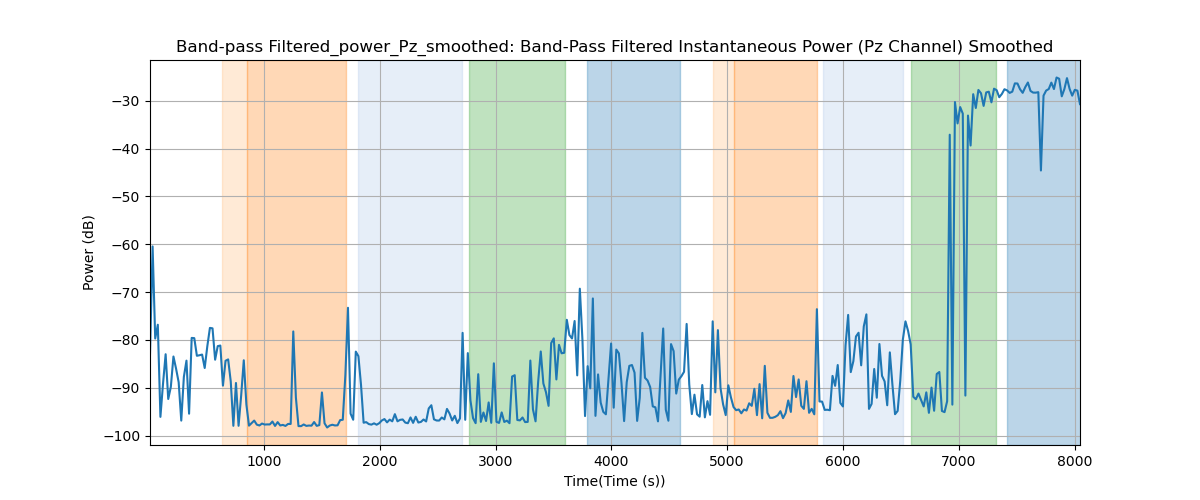 Band-pass Filtered_power_Pz_smoothed: Band-Pass Filtered Instantaneous Power (Pz Channel) Smoothed
Power (dB)
−30
−40
−50
−60
−70
−80
−90
−100
1000 2000 3000 4000 5000 6000 7000 8000
Time(Time (s))